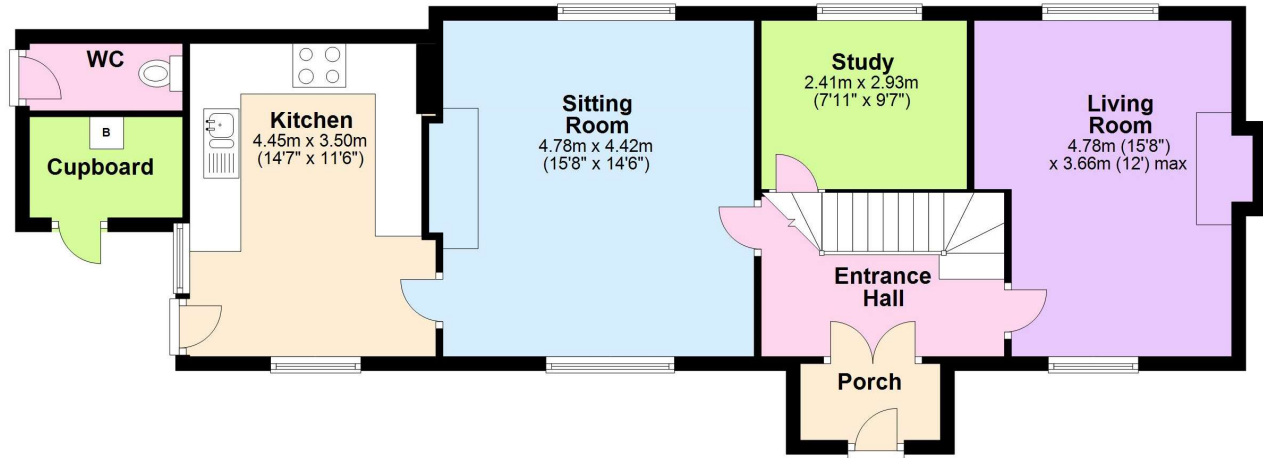 WC
B
Cupboard
Kitchen
4.45m x 3.50m
(14'7" x 11'6")
Sitting
Room
4.78m x 4.42m
(15'8" x 14'6")
Study
2.41m x 2.93m
(7'11" x 9'7")
Living
Room
4.78m (15'8")
x 3.66m (12') max
Entrance
Hall
Porch